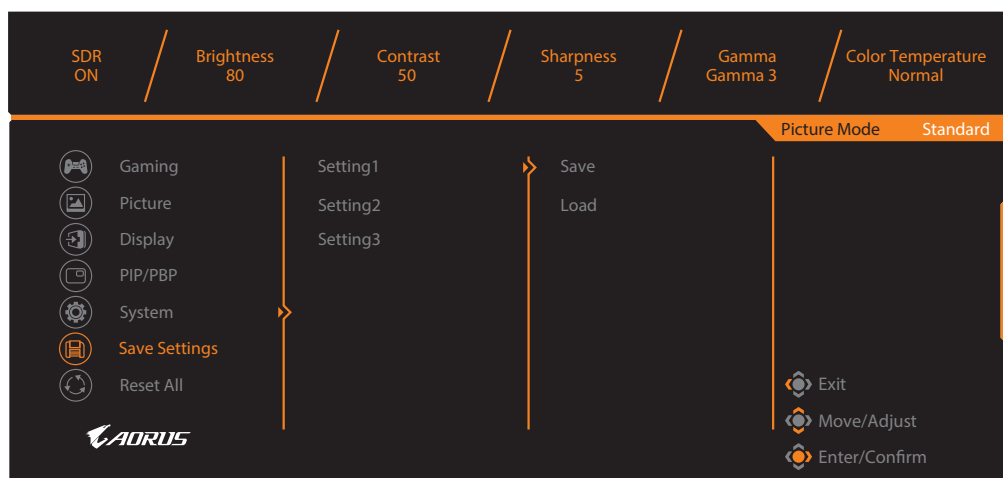 SDR
ON
Brightness
80
Contrast
50
Sharpness
5
Gamma
Gamma 3
Color Temperature
Normal
Picture Mode Standard
Gaming
Picture
Display
PIP/PBP
System
Save Settings
Reset All
Setting1
Setting2
Setting3
Save
Load
Exit
Move/Adjust
Enter/Confirm
AORUS